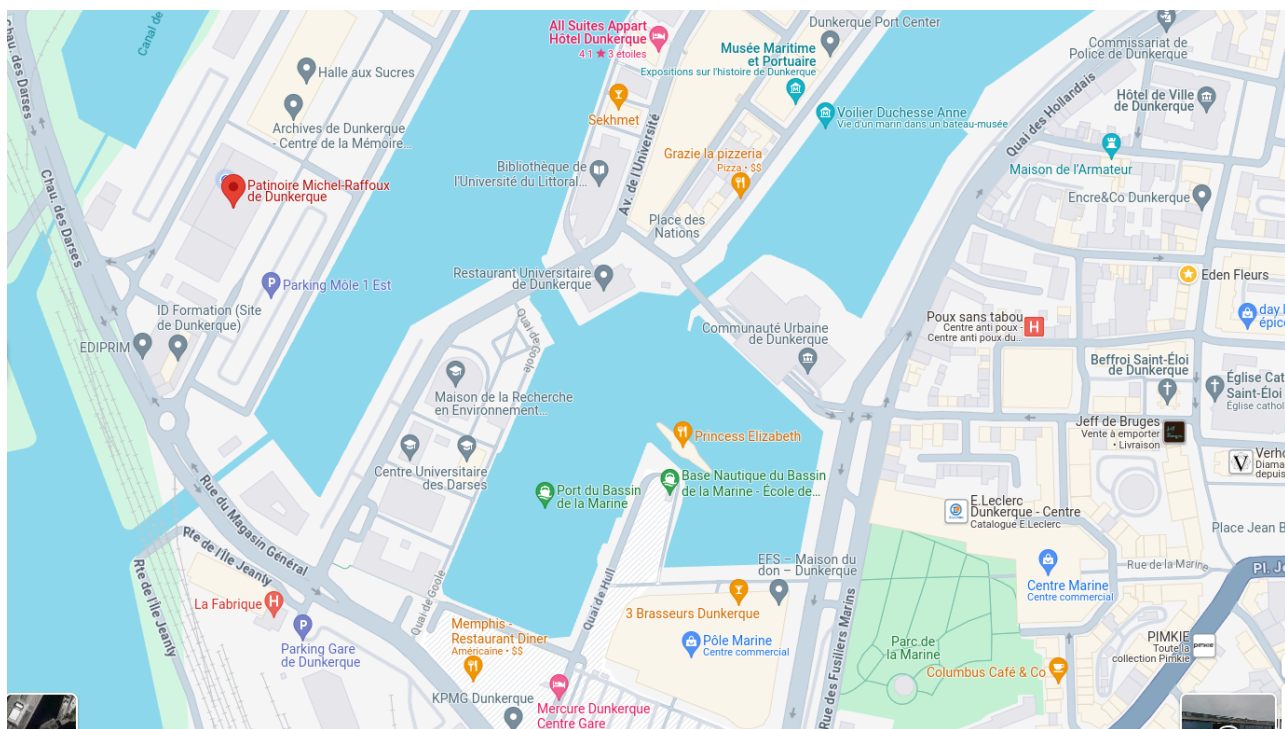 Canal de
Chau. des Darses
Halle aux Sucres
Archives de Dunkerque
- Centre de la Mémoire...
Patinoire Michel-Raffoux
de Dunkerque
Chau. des Darses
P
Parking Môle 1 Est
ID Formation (Site
de Dunkerque)
EDIPRIM
All Suites Appart
Hôtel Dunkerque
4.1 ★ 3 étoiles
Sekhmet
Bibliothèque de
l'Université du Littoral...
Av. de l'Université
Dunkerque Port Center
Musée Maritime
et Portuaire
Expositions sur l'histoire de Dunkerque
Voilier Duchesse Anne
Vie d'un marin dans un bateau-musée
Grazie la pizzeria
Pizza • $$
Place des
Nations
Commissariat de
Police de Dunkerque
Quai des Hollandais
Hôtel de Ville
de Dunkerque
Maison de l'Armateur
Encre&Co Dunkerque
Eden Fleurs
day.
épic
Restaurant Universitaire
de Dunkerque
Quai de Goole
Communauté Urbaine
de Dunkerque
Poux sans tabou
Centre anti poux -
Centre anti poux du...
H
Beffroi Saint-Éloi
de Dunkerque
Église Cat
Saint-Éloi
Église cathol
Maison de la Recherche
en Environnement...
Princess Elizabeth
Jeff de Bruges
Vente à emporter
• Livraison
V
Verho
Diama
depuis
Centre Universitaire
des Darses
Port du Bassin
de la Marine
Base Nautique du Bassin
de la Marine - École de...
E.Leclerc
Dunkerque - Centre
Catalogue E.Leclerc
Place Jean B
Rue du Magasin Général
Rte de l'Île Jeanly
Rte de l'Île Jeanly
EFS – Maison du
don – Dunkerque
Centre Marine
Centre commercial
Rue de la Marine
Pl. Je
La Fabrique
H
P
Parking Gare
de Dunkerque
Quai de Goole
Quai de Hull
Memphis -
Restaurant Diner
Américaine • $$
3 Brasseurs Dunkerque
Pôle Marine
Centre commercial
Rue des Fusiliers Marins
Parc de
la Marine
PIMKIE
Toute la
collection Pimkie
pimkie
Columbus Café & Co
KPMG Dunkerque
Mercure Dunkerque
Centre Gare